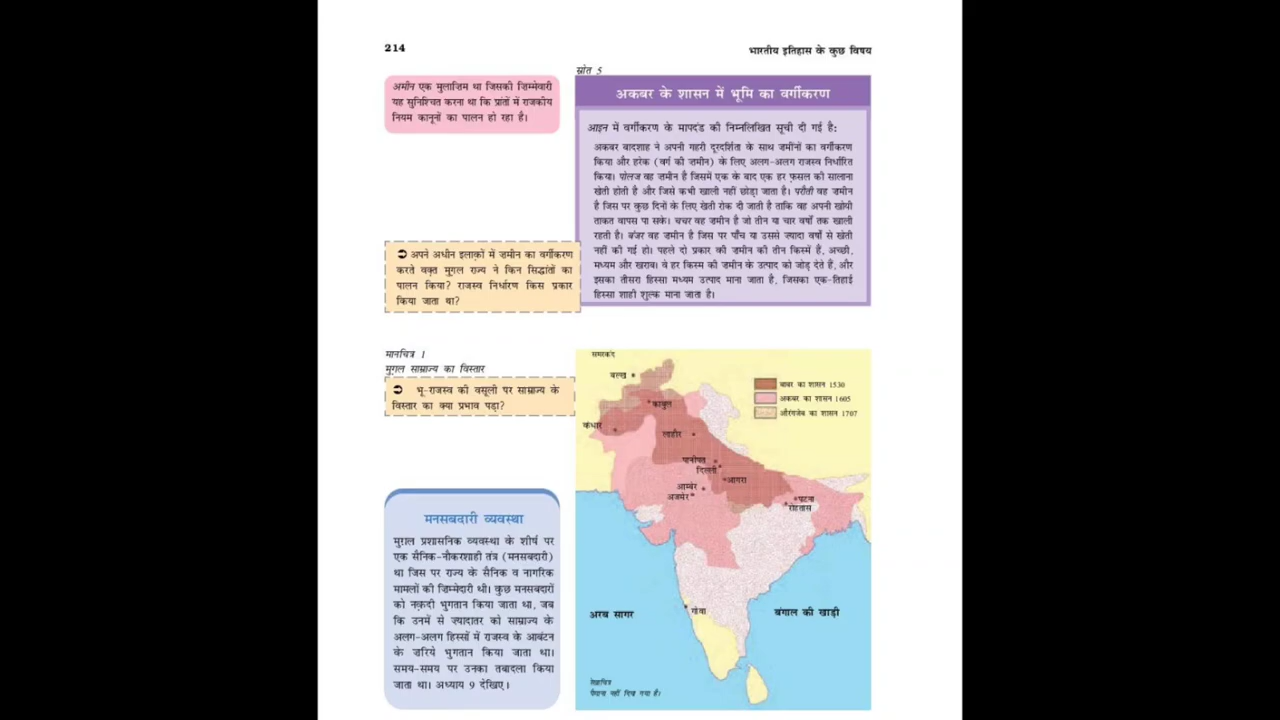 214
भारतीय इतिहास के कुछ विषय
अमीन एक मुलाज़िम था जिसकी ज़िम्मेवारी
यह सुनिश्चित करना था कि प्रांतों में राजकीय
नियम कानूनों का पालन हो रहा है।
स्रोत 5
अकबर के शासन में भूमि का वर्गीकरण
आइन में वर्गीकरण के मापदंड की निम्नलिखित सूची दी गई है:
अकबर बादशाह ने अपनी गहरी दूरदर्शिता के साथ ज़मीनों का वर्गीकरण
किया और हरेक (वर्ग की ज़मीन) के लिए अलग-अलग राजस्व निर्धारित
किया। पोलज वह ज़मीन है जिसमें एक के बाद एक हर फ़सल की सालाना
खेती होती है और जिसे कभी खाली नहीं छोड़ा जाता है। परौती वह ज़मीन
है जिस पर कुछ दिनों के लिए खेती रोक दी जाती है ताकि वह अपनी खोयी
ताकत वापस पा सके। चचर वह ज़मीन है जो तीन या चार वर्षों तक खाली
रहती है। बंजर वह ज़मीन है जिस पर पाँच या उससे ज्यादा वर्षों से खेती
नहीं की गई हो। पहले दो प्रकार की ज़मीन की तीन किस्में हैं, अच्छी,
मध्यम और खराब। वे हर किस्म की ज़मीन के उत्पाद को जोड़ देते हैं, और
इसका तीसरा हिस्सा मध्यम उत्पाद माना जाता है, जिसका एक-तिहाई
हिस्सा शाही शुल्क माना जाता है।
अपने अधीन इलाक़ों में ज़मीन का वर्गीकरण
करते वक़्त मुग़ल राज्य ने किन सिद्धांतों का
पालन किया? राजस्व निर्धारण किस प्रकार
किया जाता था?
मानचित्र 1
मुग़ल साम्राज्य का विस्तार
भू-राजस्व की वसूली पर साम्राज्य के
विस्तार का क्या प्रभाव पड़ा?
समरकंद
बल्ख़
काबुल
कंधार
लाहौर
पानीपत
दिल्ली
आगरा
आम्बेर
अजमेर
पटना
रोहतास
गोवा
बाबर का शासन 1530
अकबर का शासन 1605
औरंगज़ेब का शासन 1707
अरब सागर
बंगाल की खाड़ी
रेखाचित्र
पैमाना नहीं दिया गया है।
मनसबदारी व्यवस्था
मुग़ल प्रशासनिक व्यवस्था के शीर्ष पर
एक सैनिक-नौकरशाही तंत्र (मनसबदारी)
था जिस पर राज्य के सैनिक व नागरिक
मामलों की ज़िम्मेदारी थी। कुछ मनसबदारों
को नक़दी भुगतान किया जाता था, जब
कि उनमें से ज्यादातर को साम्राज्य के
अलग-अलग हिस्सों में राजस्व के आबंटन
के ज़रिये भुगतान किया जाता था।
समय-समय पर उनका तबादला किया
जाता था। अध्याय 9 देखिए।